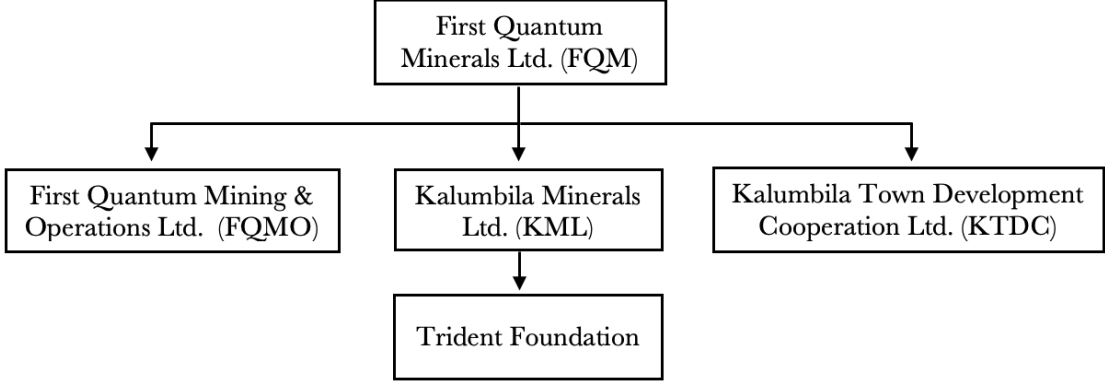 First Quantum
Minerals Ltd. (FQM)
First Quantum Mining &
Operations Ltd. (FQMO)
Kalumbila Minerals
Ltd. (KML)
Kalumbila Town Development
Cooperation Ltd. (KTDC)
Trident Foundation